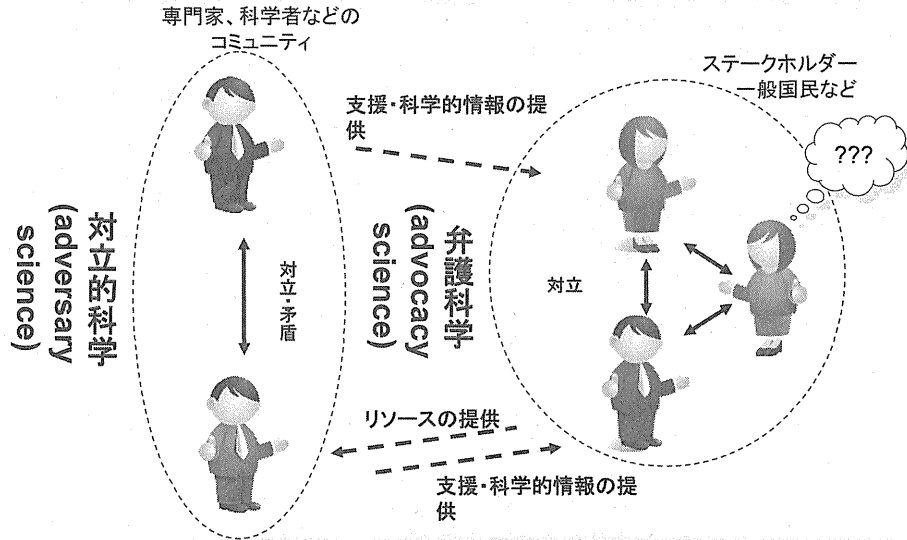 専門家、科学者などの
コミュニティ
ステークホルダー
一般国民など
支援・科学的情報の提
供
???
対立的科学
(adversary
science)
対立・矛盾
弁護科学
(advocacy
science)
対立
リソースの提供
支援・科学的情報の提
供